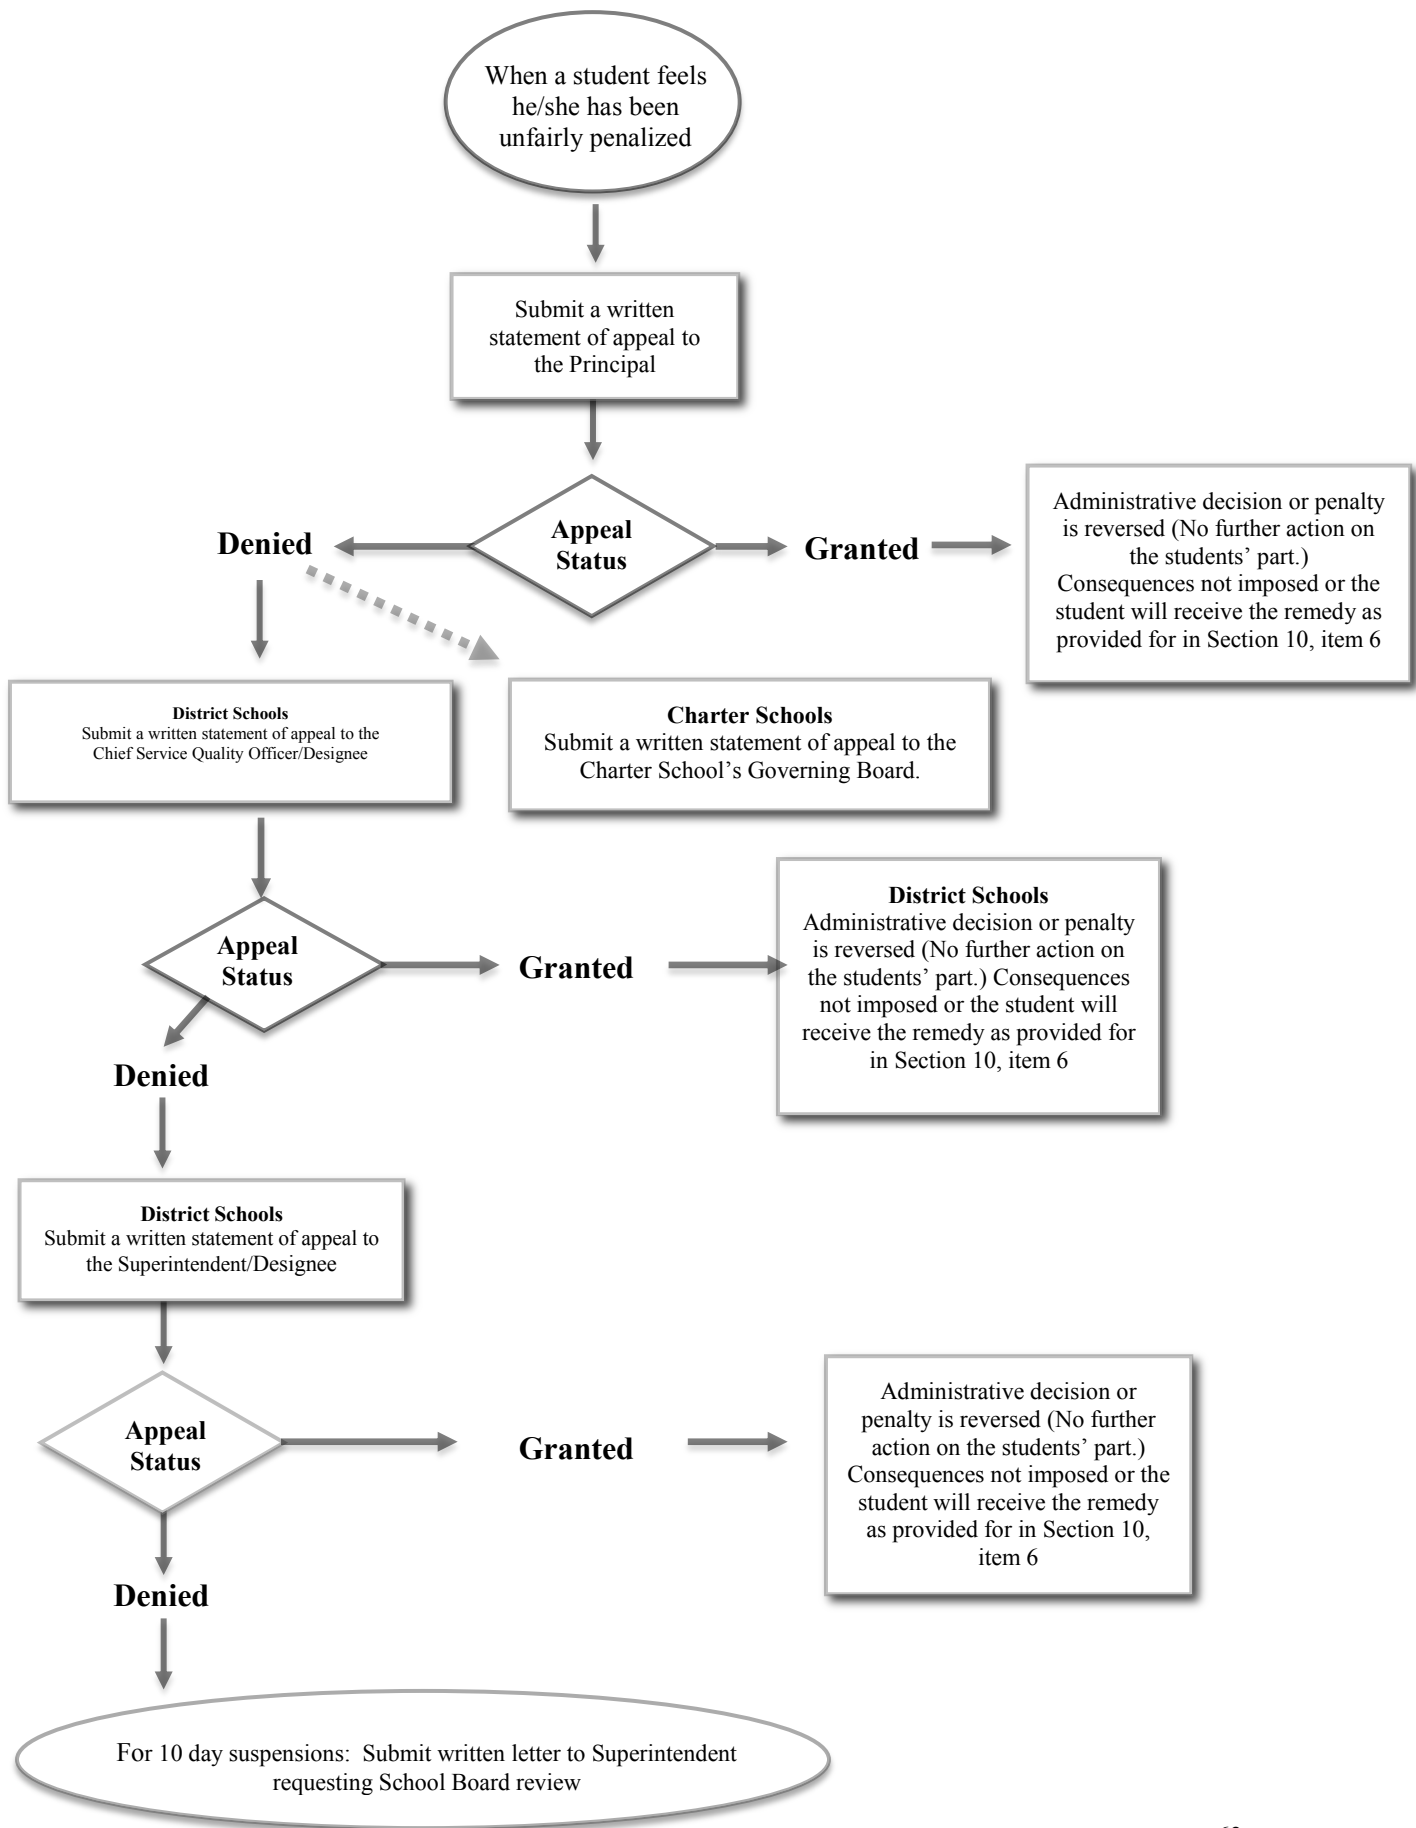 When a student feels
he/she has been
unfairly penalized
Submit a written
statement of appeal to
the Principal
Appeal
Status
Denied
Granted
Administrative decision or penalty
is reversed (No further action on
the students’ part.)
Consequences not imposed or the
student will receive the remedy as
provided for in Section 10, item 6
District Schools
Submit a written statement of appeal to the
Chief Service Quality Officer/Designee
Charter Schools
Submit a written statement of appeal to the
Charter School’s Governing Board.
Appeal
Status
Granted
District Schools
Administrative decision or penalty
is reversed (No further action on
the students’ part.) Consequences
not imposed or the student will
receive the remedy as provided for
in Section 10, item 6
Denied
District Schools
Submit a written statement of appeal to
the Superintendent/Designee
Appeal
Status
Granted
Administrative decision or
penalty is reversed (No further
action on the students’ part.)
Consequences not imposed or the
student will receive the remedy
as provided for in Section 10,
item 6
Denied
For 10 day suspensions:  Submit written letter to Superintendent
requesting School Board review